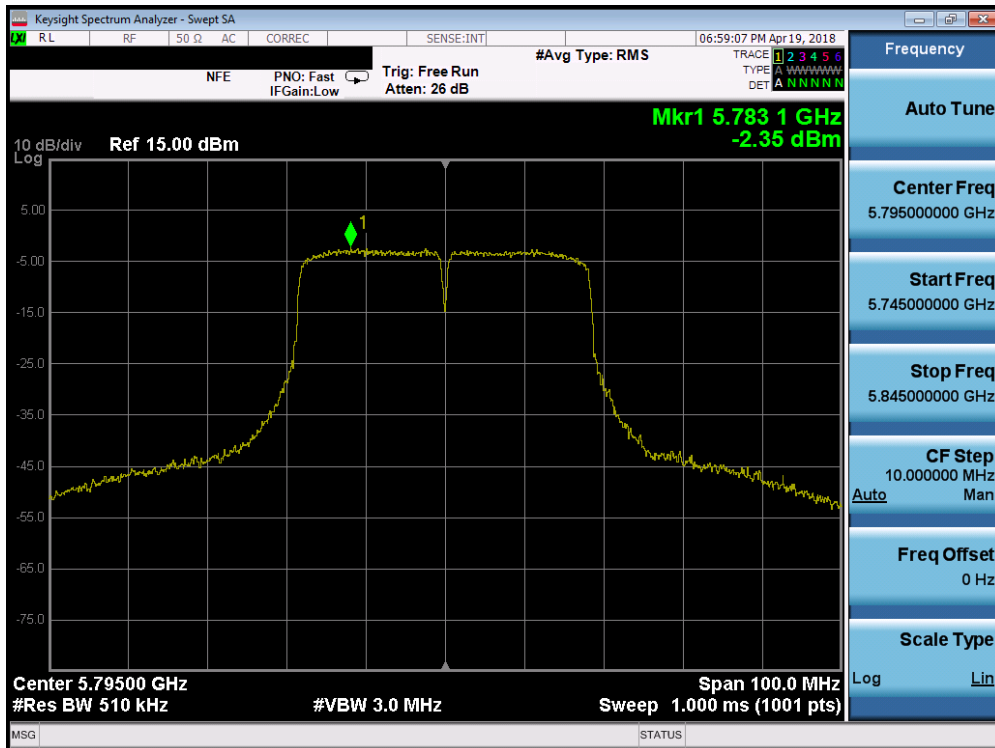 Keysight Spectrum Analyzer - Swept SA
LXI RL RF 50 Ω AC CORREC SENSE:INT 06:59:07 PM Apr 19, 2018
#Avg Type: RMS TRACE 1 2 3 4 5 6
NFE PNO: Fast Trig: Free Run TYPE A WWWWW
IFGain:Low Atten: 26 dB DET A N N N N N
Mkr1 5.783 1 GHz
-2.35 dBm
10 dB/div Ref 15.00 dBm
Log
1
5.00
-5.00
-15.0
-25.0
-35.0
-45.0
-55.0
-65.0
-75.0
Center 5.79500 GHz Span 100.0 MHz
#Res BW 510 kHz #VBW 3.0 MHz Sweep 1.000 ms (1001 pts)
MSG STATUS
Frequency
Auto Tune
Center Freq
5.795000000 GHz
Start Freq
5.745000000 GHz
Stop Freq
5.845000000 GHz
CF Step
10.000000 MHz
Auto Man
Freq Offset
0 Hz
Scale Type
Log Lin